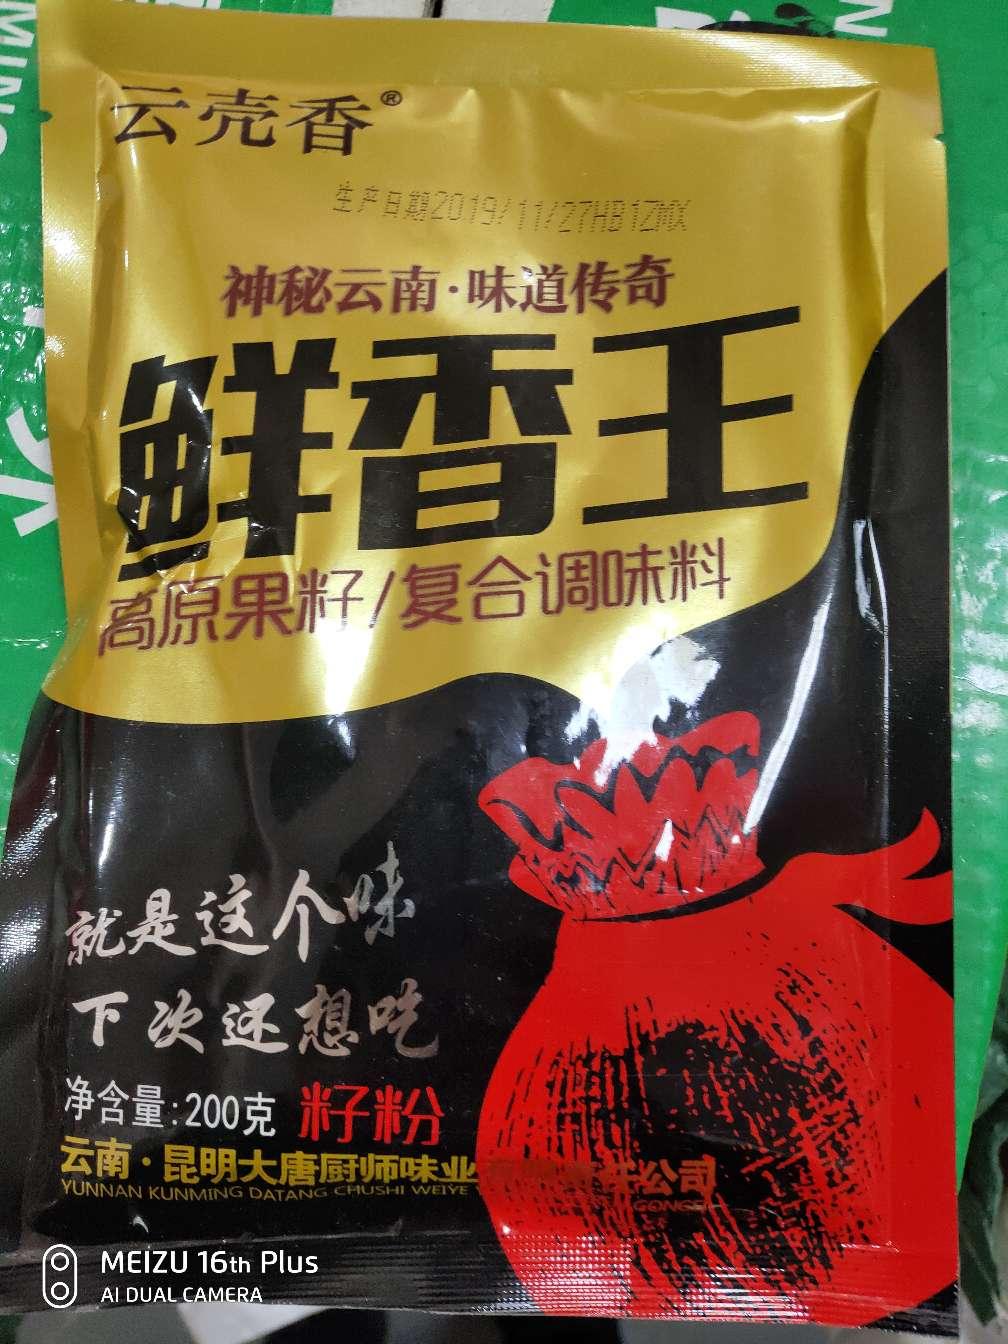 云壳香®
生产日期2019/11/27HB1ZMX
神秘云南·味道传奇
鲜香王
高原果籽/复合调味料
就是这个味
下次还想吃
净含量:200克 籽粉
云南·昆明大唐厨师味业 公司
YUNNAN KUNMING DATANG CHUSHI WEIYE
MEIZU 16th Plus
AI DUAL CAMERA